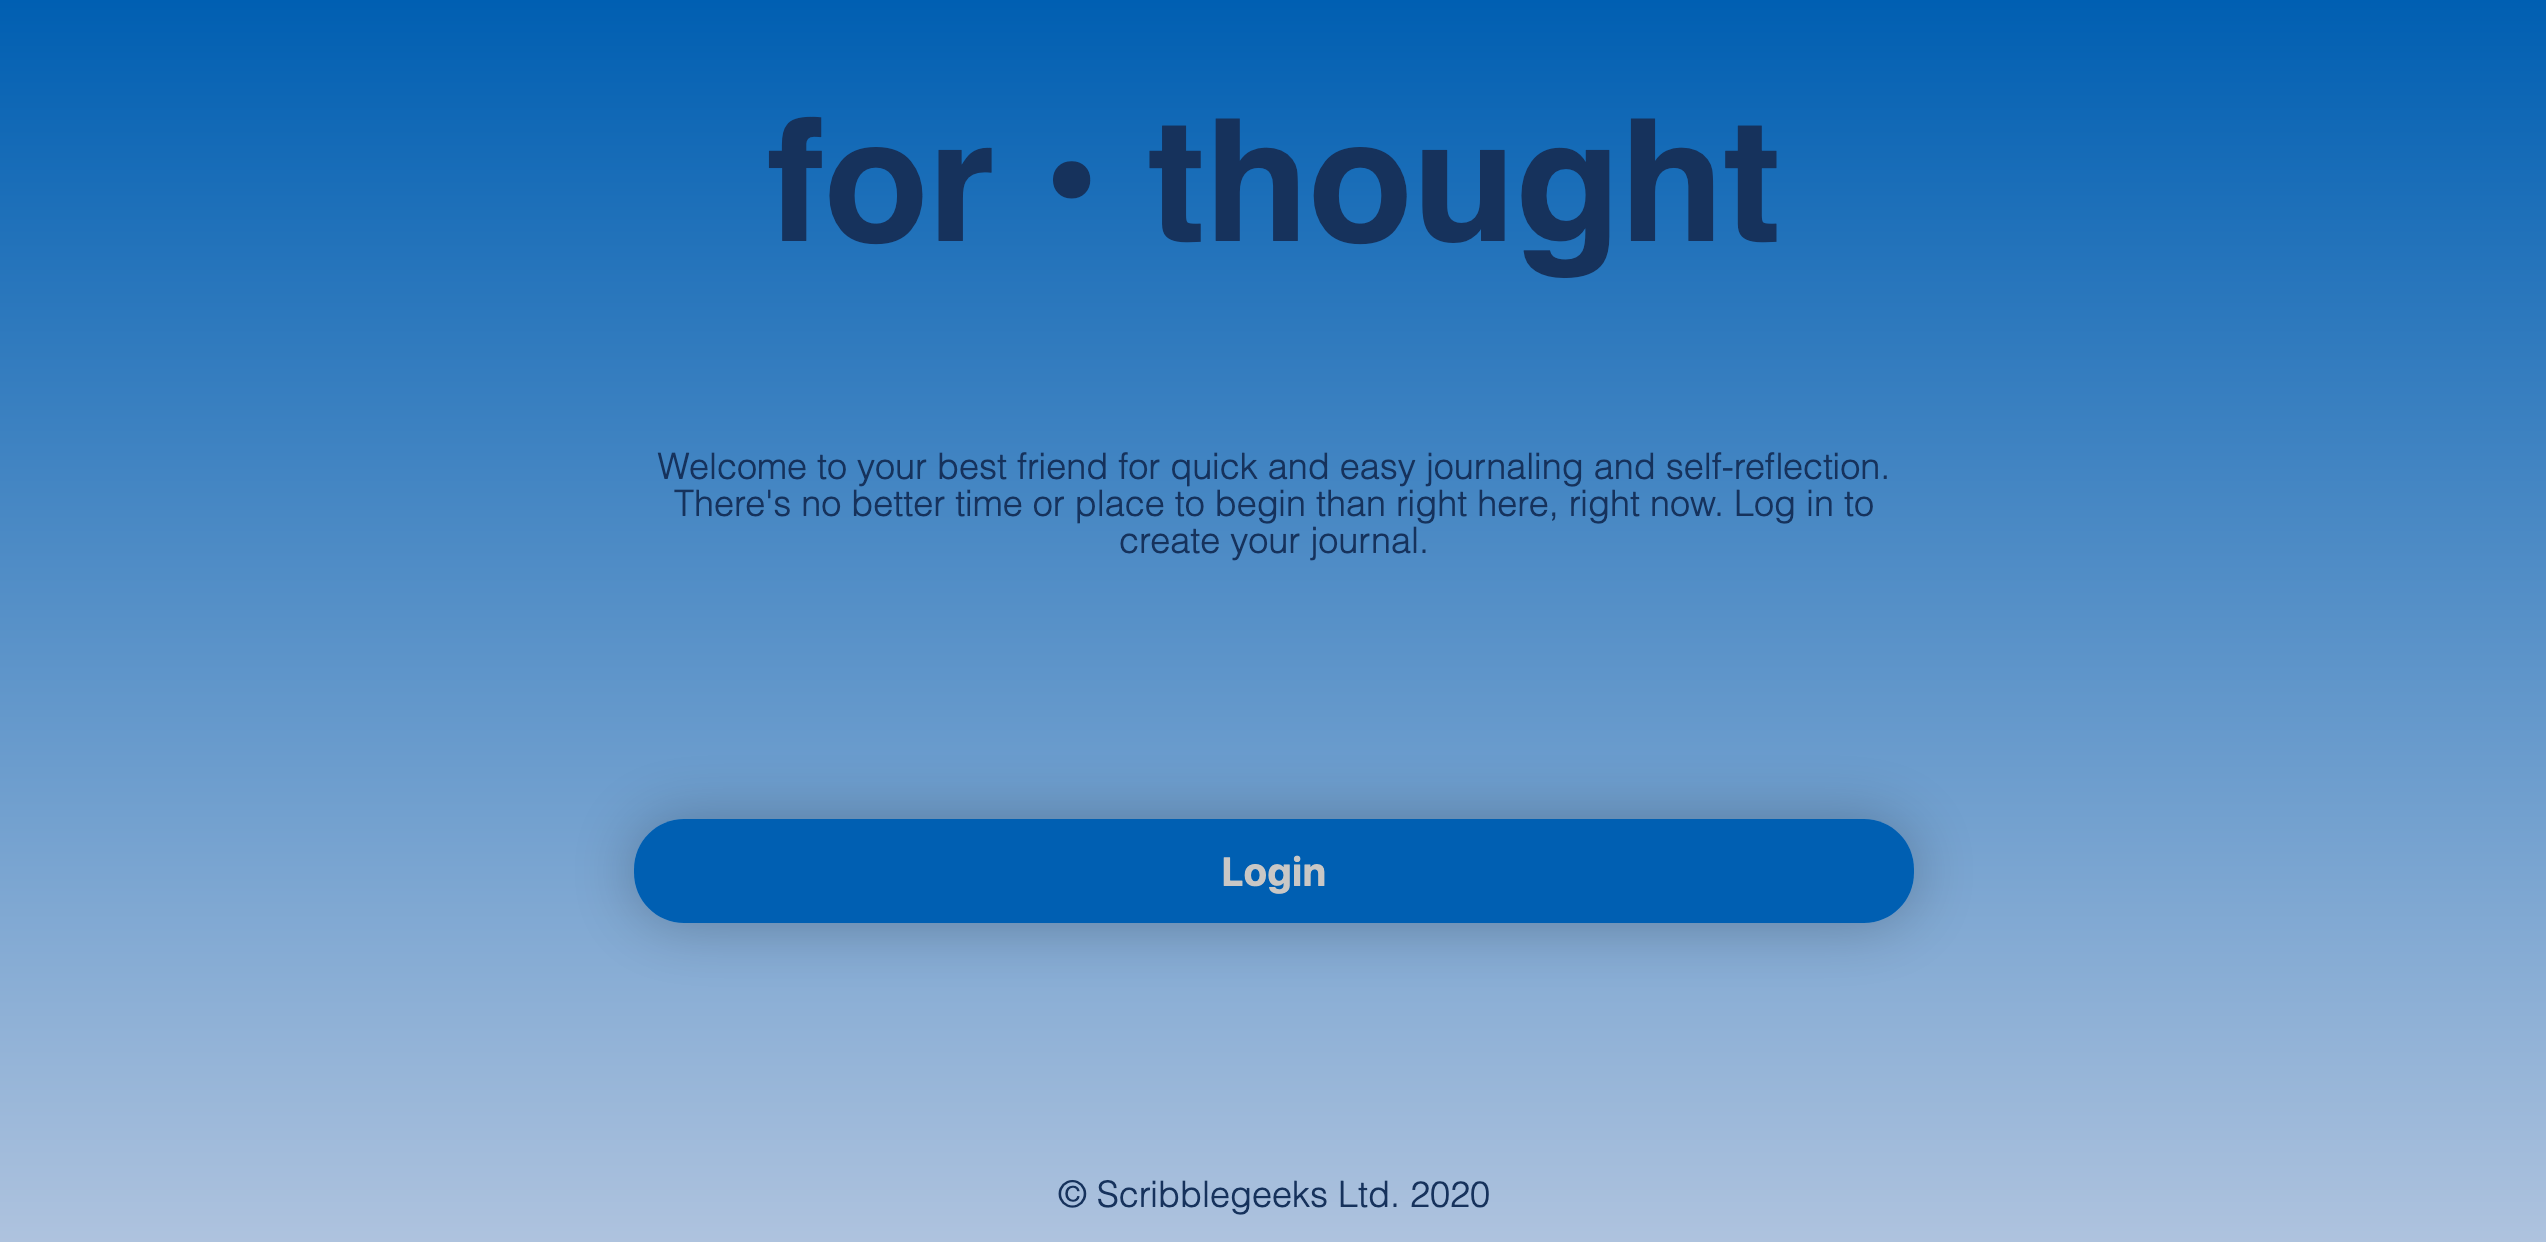 for • thought
Welcome to your best friend for quick and easy journaling and self-reflection.
There's no better time or place to begin than right here, right now. Log in to
create your journal.
Login
© Scribblegeeks Ltd. 2020